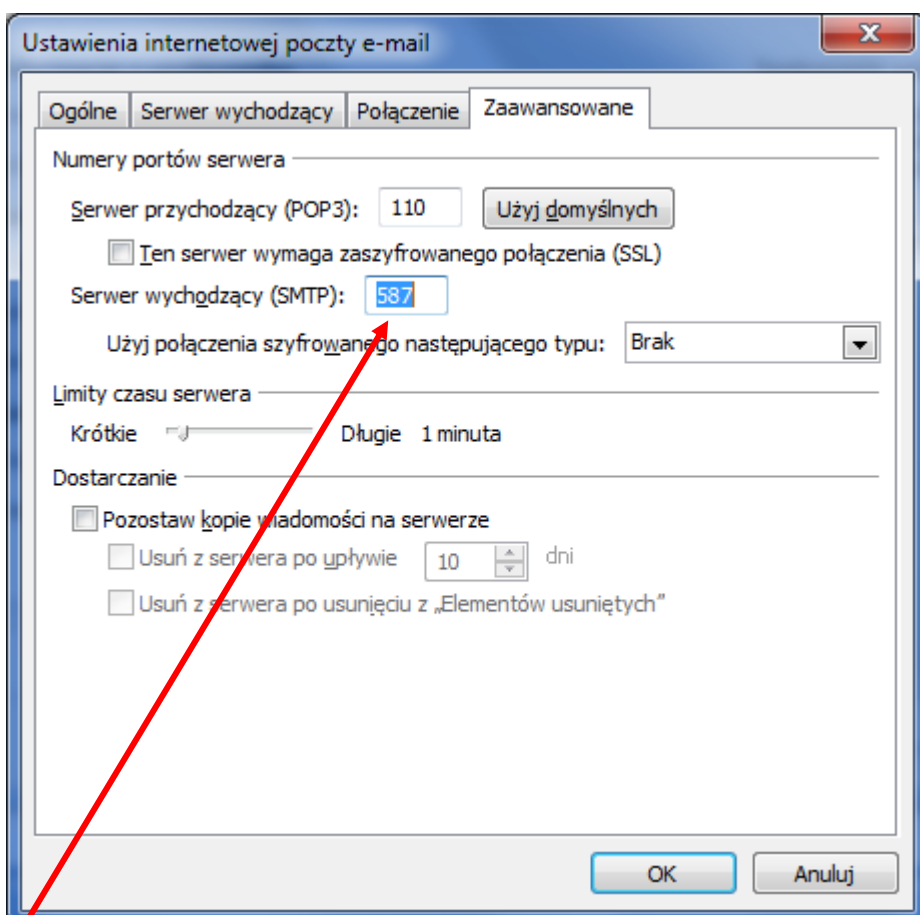 Ustawienia internetowej poczty e-mail
Ogólne Serwer wychodzący Połączenie Zaawansowane
Numery portów serwera
Serwer przychodzący (POP3): 110 Użyj domyślnych
Ten serwer wymaga zaszyfrowanego połączenia (SSL)
Serwer wychodzący (SMTP): 587
Użyj połączenia szyfrowanego następującego typu: Brak
Limity czasu serwera
Krótkie Długie 1 minuta
Dostarczanie
Pozostaw kopie wiadomości na serwerze
Usuń z serwera po upływie 10 dni
Usuń z serwera po usunięciu z „Elementów usuniętych”
OK Anuluj